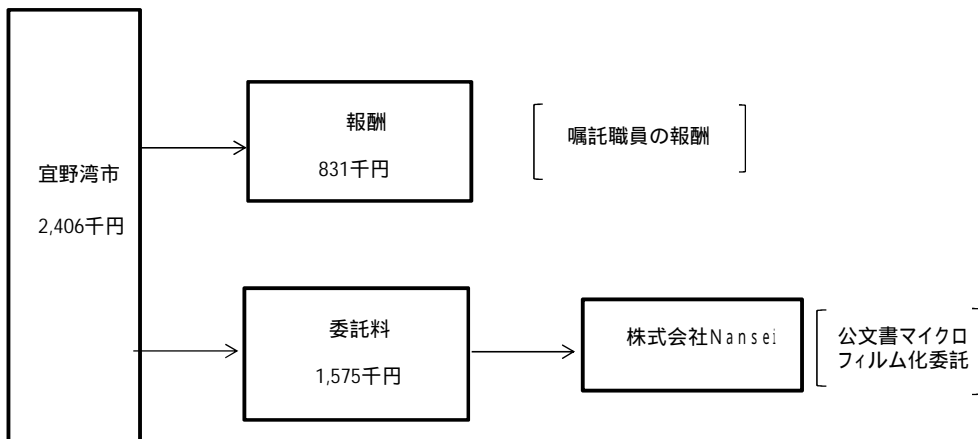 宜野湾市
2,406千円
報酬
831千円
嘱託職員の報酬
委託料
1,575千円
株式会社Nansei
公文書マイクロ
フィルム化委託